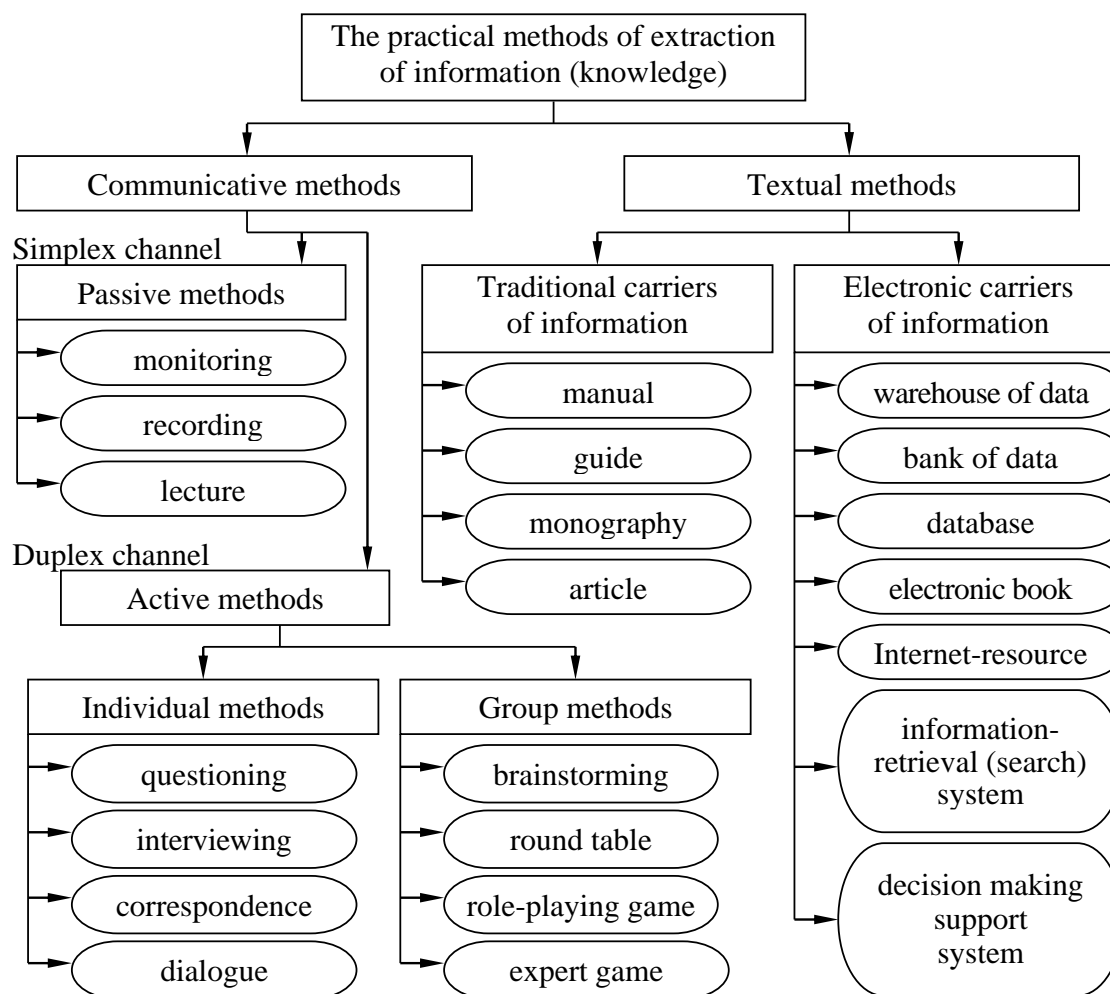 The practical methods of extraction
of information (knowledge)
Communicative methods
Textual methods
Simplex channel
Passive methods
monitoring
recording
lecture
Duplex channel
Active methods
Individual methods
questioning
interviewing
correspondence
dialogue
Group methods
brainstorming
round table
role-playing game
expert game
Traditional carriers
of information
manual
guide
monography
article
Electronic carriers
of information
warehouse of data
bank of data
database
electronic book
Internet-resource
information-
retrieval (search)
system
decision making
support
system